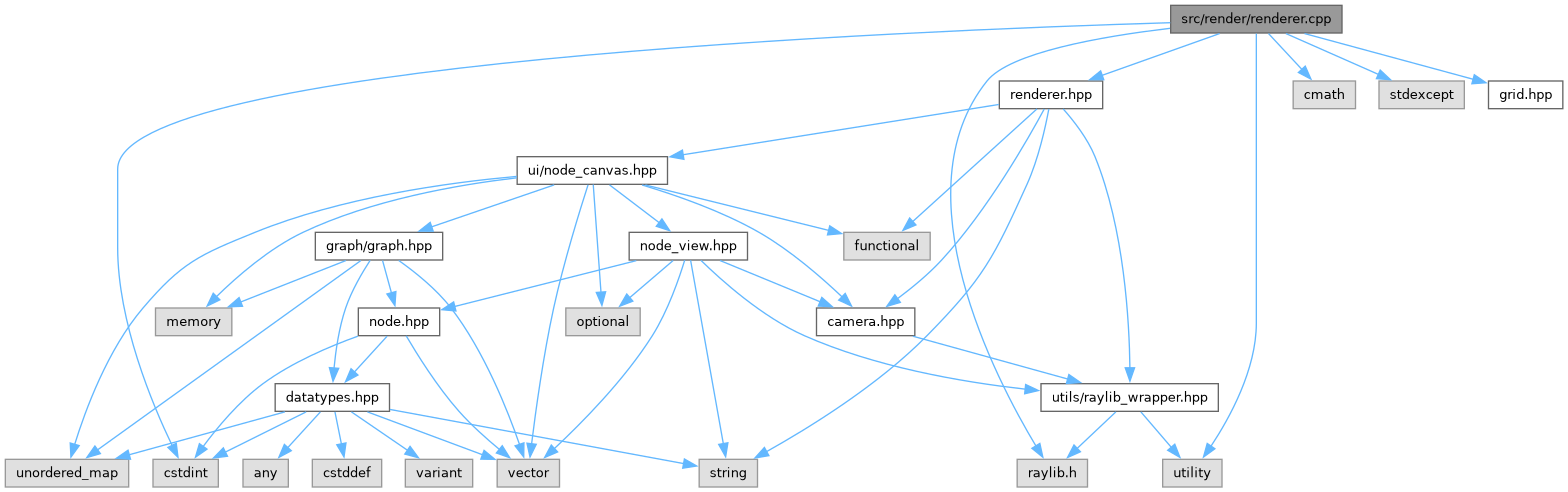 src/render/renderer.cpp
renderer.hpp
cmath
stdexcept
grid.hpp
ui/node_canvas.hpp
graph/graph.hpp
node_view.hpp
functional
memory
node.hpp
optional
camera.hpp
datatypes.hpp
utils/raylib_wrapper.hpp
unordered_map
cstdint
any
cstddef
variant
vector
string
raylib.h
utility